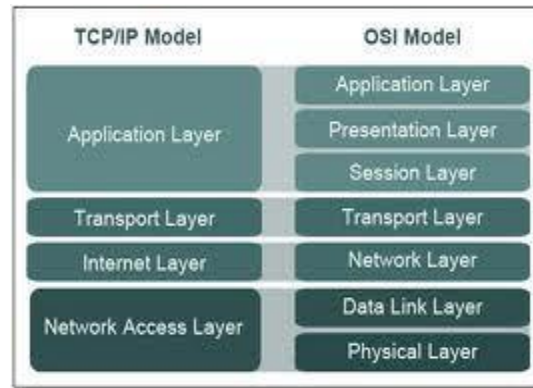 TCP/IP Model
OSI Model
Application Layer
Application Layer
Presentation Layer
Session Layer
Transport Layer
Transport Layer
Internet Layer
Network Layer
Network Access Layer
Data Link Layer
Physical Layer